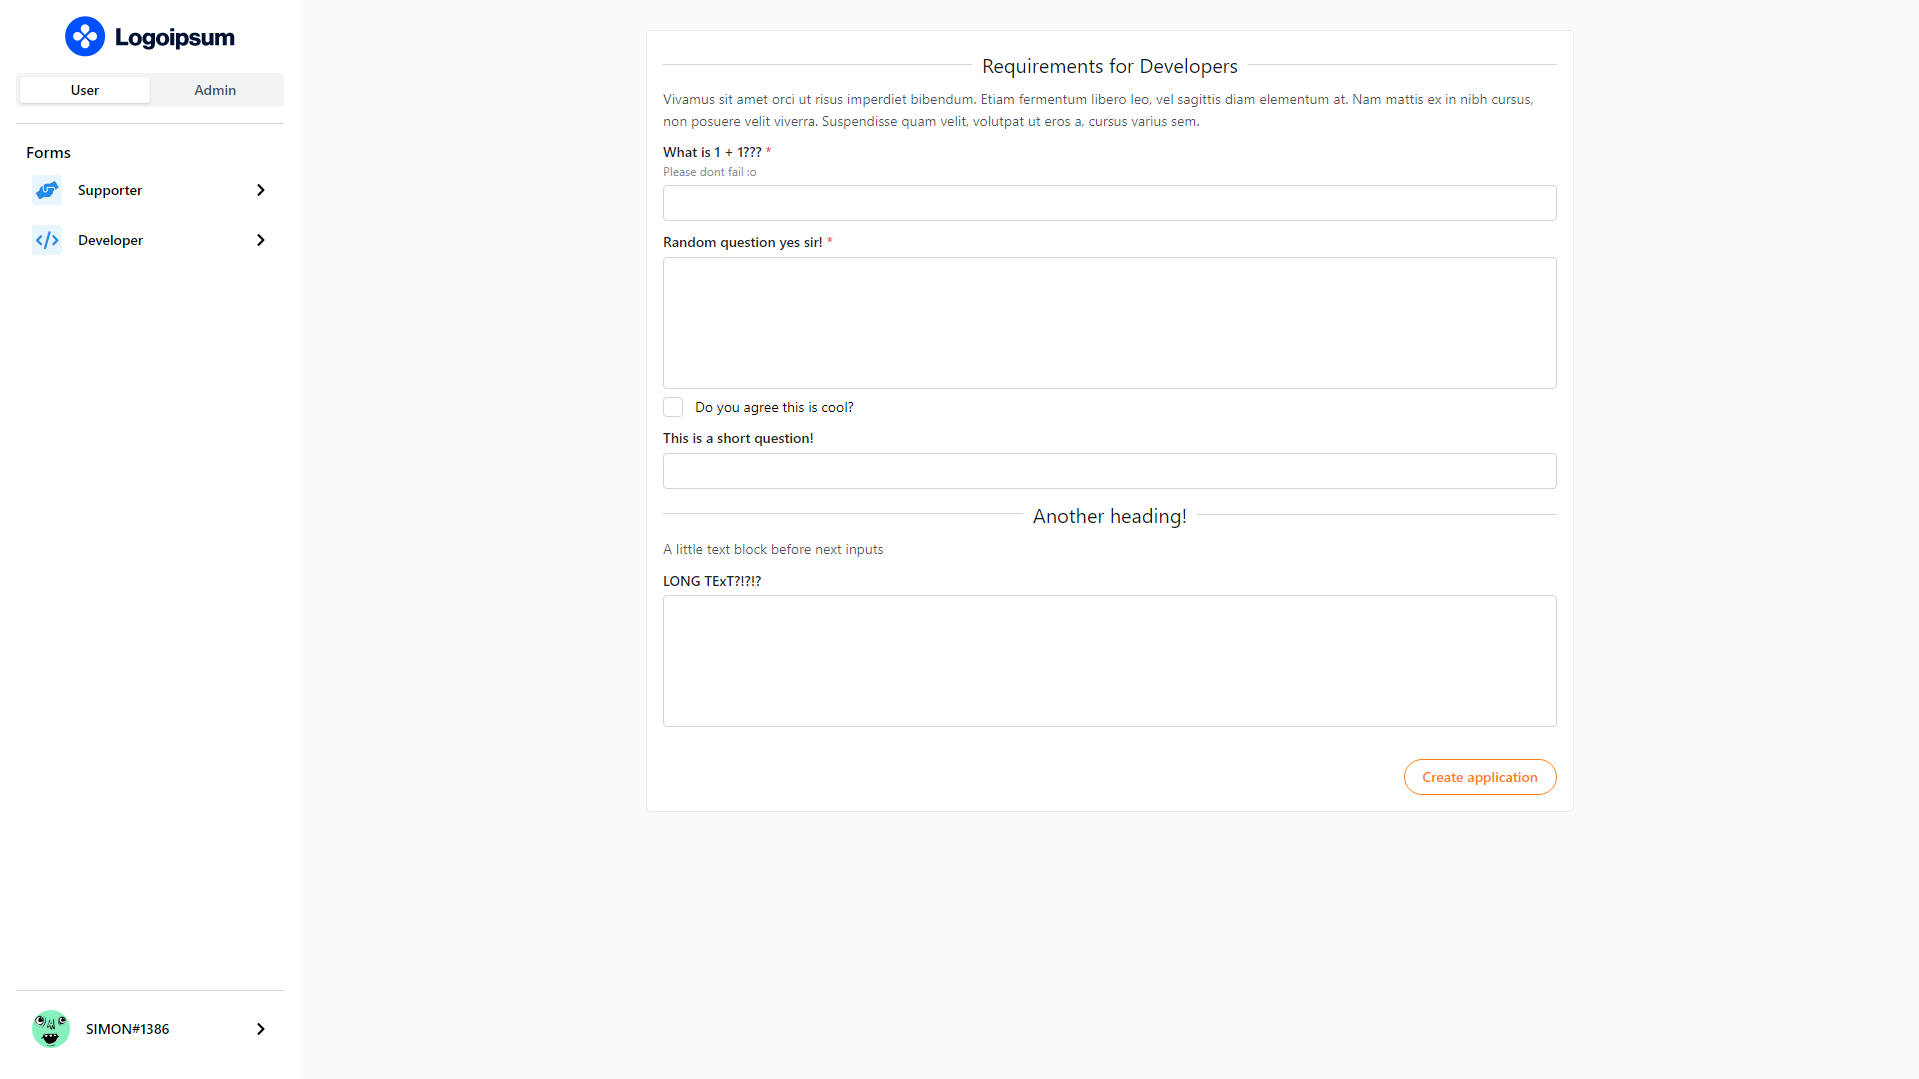 Logoipsum
User
Admin
Forms
Supporter
Developer
SIMON#1386
Requirements for Developers
Vivamus sit amet orci ut risus imperdiet bibendum. Etiam fermentum libero leo, vel sagittis diam elementum at. Nam mattis ex in nibh cursus,
non posuere velit viverra. Suspendisse quam velit, volutpat ut eros a, cursus varius sem.
What is 1 + 1??? *
Please dont fail :o
Random question yes sir! *
Do you agree this is cool?
This is a short question!
Another heading!
A little text block before next inputs
LONG TExT?!?!?
Create application